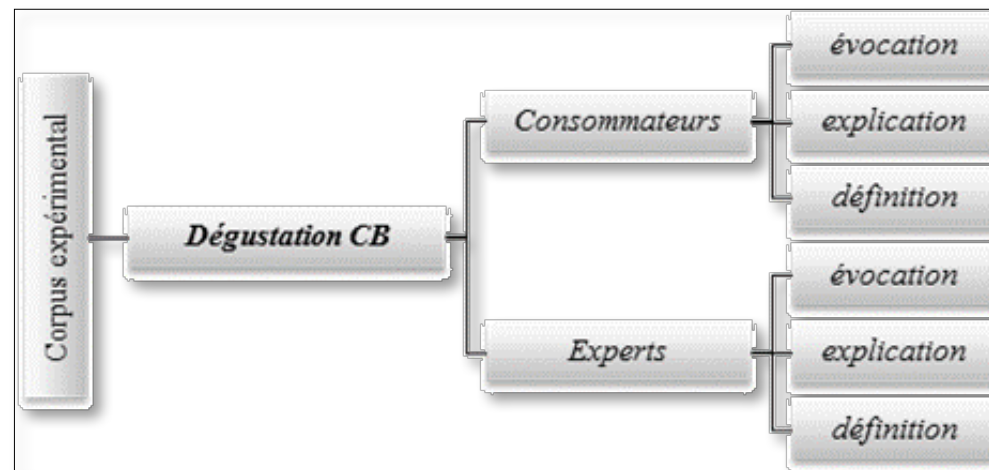 Corpus expérimental
Dégustation CB
Consommateurs
évocation
explication
définition
Experts
évocation
explication
définition